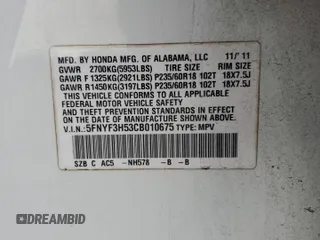 MFD. BY HONDA MFG. OF ALABAMA, LLC 11/ 11
GVWR 2700KG(5953LBS) TIRE SIZE RIM SIZE
GAWR F 1325KG(2921LBS) P235/60R18 102T 18X7.5J
GAWR R1450KG(3197LBS) P235/60R18 102T 18X7.5J
THIS VEHICLE CONFORMS TO ALL APPLICABLE
FEDERAL MOTOR VEHICLE SAFETY
AND THEFT PREVENTION STANDARDS IN EFFECT
ON THE DATE OF MANUFACTURE SHOWN ABOVE.
V.I.N.: 5FNYF3H53CB010675 TYPE: MPV
SZB C AC5 -NH578 -B -B
DREAMBID